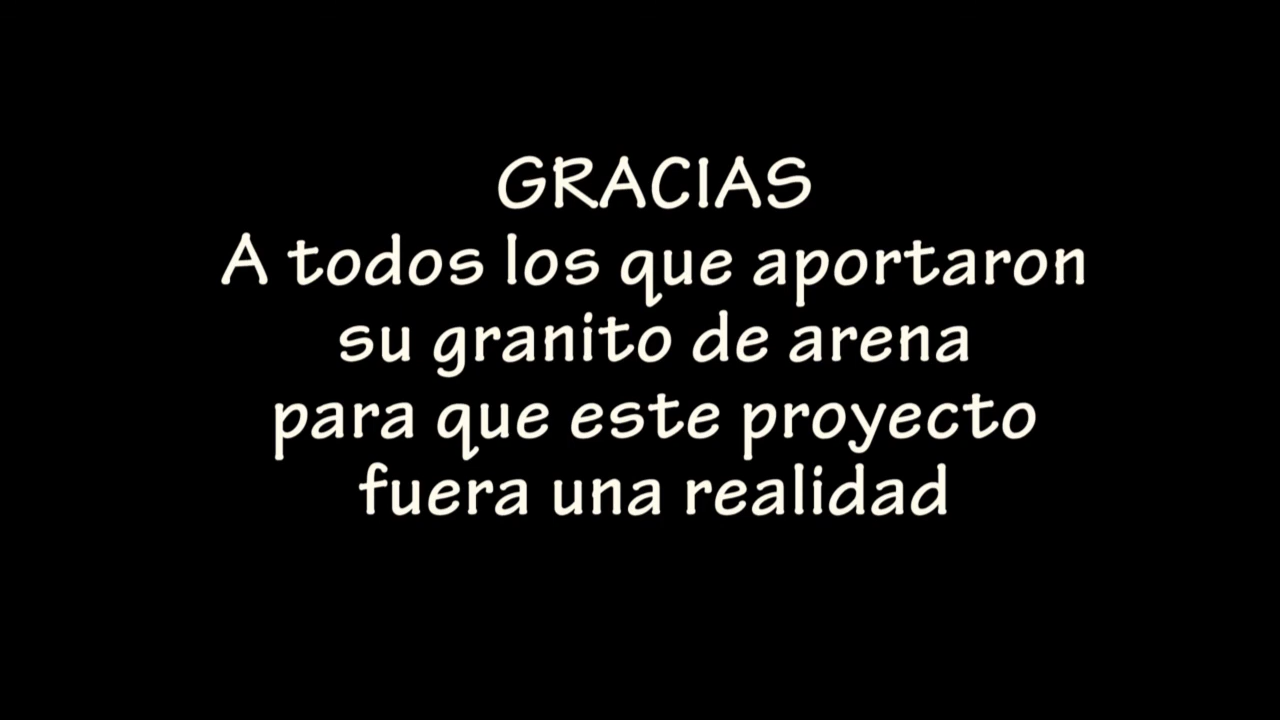 GRACIAS
A todos los que aportaron
su granito de arena
para que este proyecto
fuera una realidad